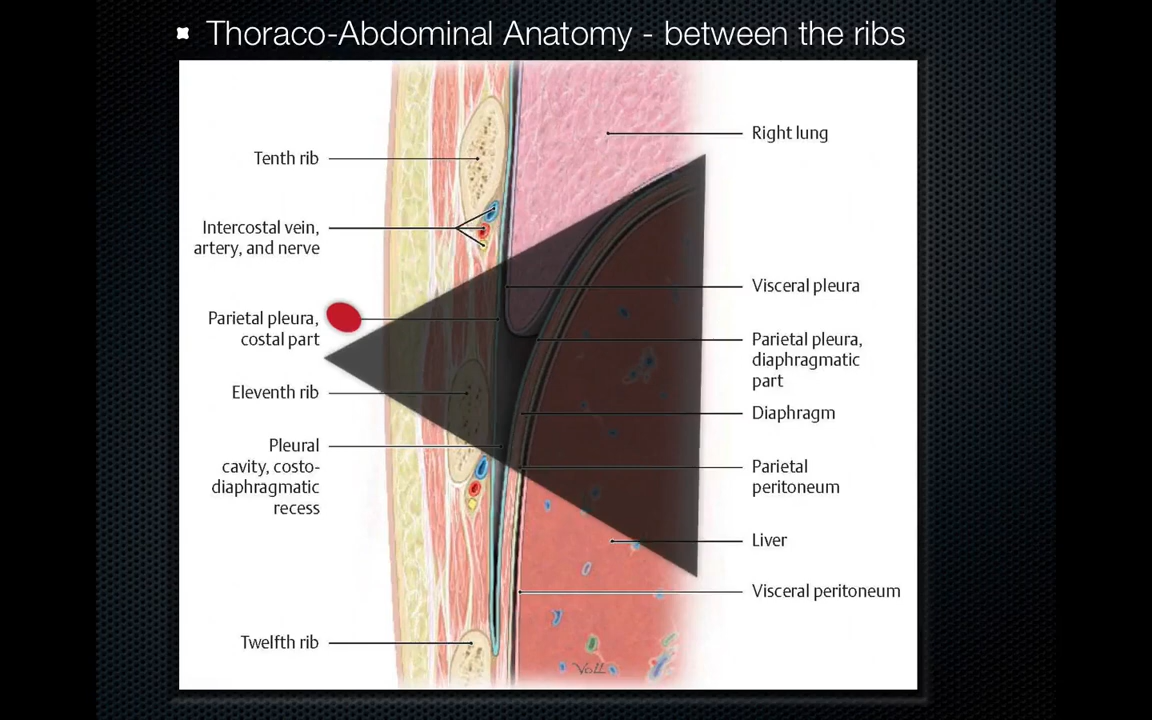 Thoraco-Abdominal Anatomy - between the ribs
Tenth rib
Intercostal vein,
artery, and nerve
Parietal pleura,
costal part
Eleventh rib
Pleural
cavity, costo-
diaphragmatic
recess
Twelfth rib
Right lung
Visceral pleura
Parietal pleura,
diaphragmatic
part
Diaphragm
Parietal
peritoneum
Liver
Visceral peritoneum
Voll